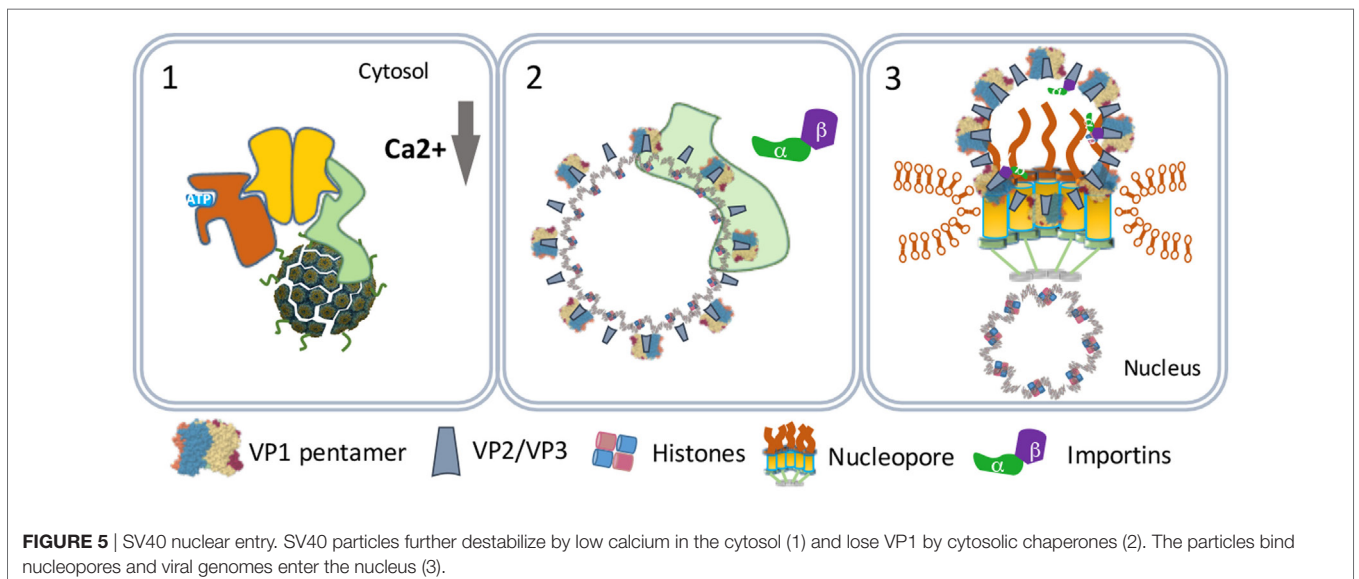 1
Cytosol
Ca2+
ATP
2
α
β
3
Nucleus
VP1 pentamer
VP2/VP3
Histones
Nucleopore
α
β
Importins
FIGURE 5 | SV40 nuclear entry. SV40 particles further destabilize by low calcium in the cytosol (1) and lose VP1 by cytosolic chaperones (2). The particles bind
nucleopores and viral genomes enter the nucleus (3).